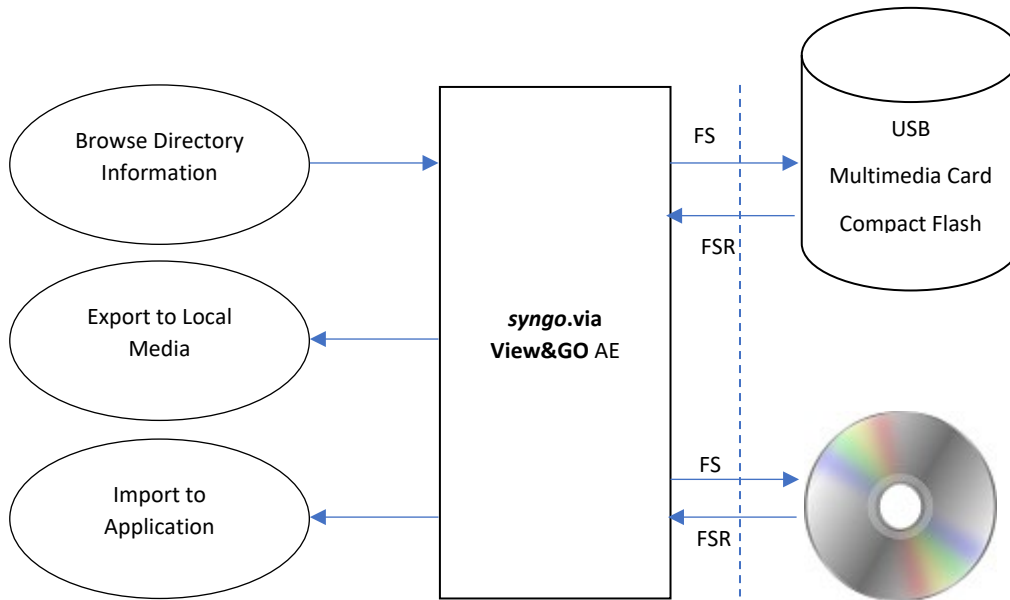 Browse Directory
Information
Export to Local
Media
Import to
Application
syngo.via
View&GO AE
FS
FSR
USB
Multimedia Card
Compact Flash
FS
FSR